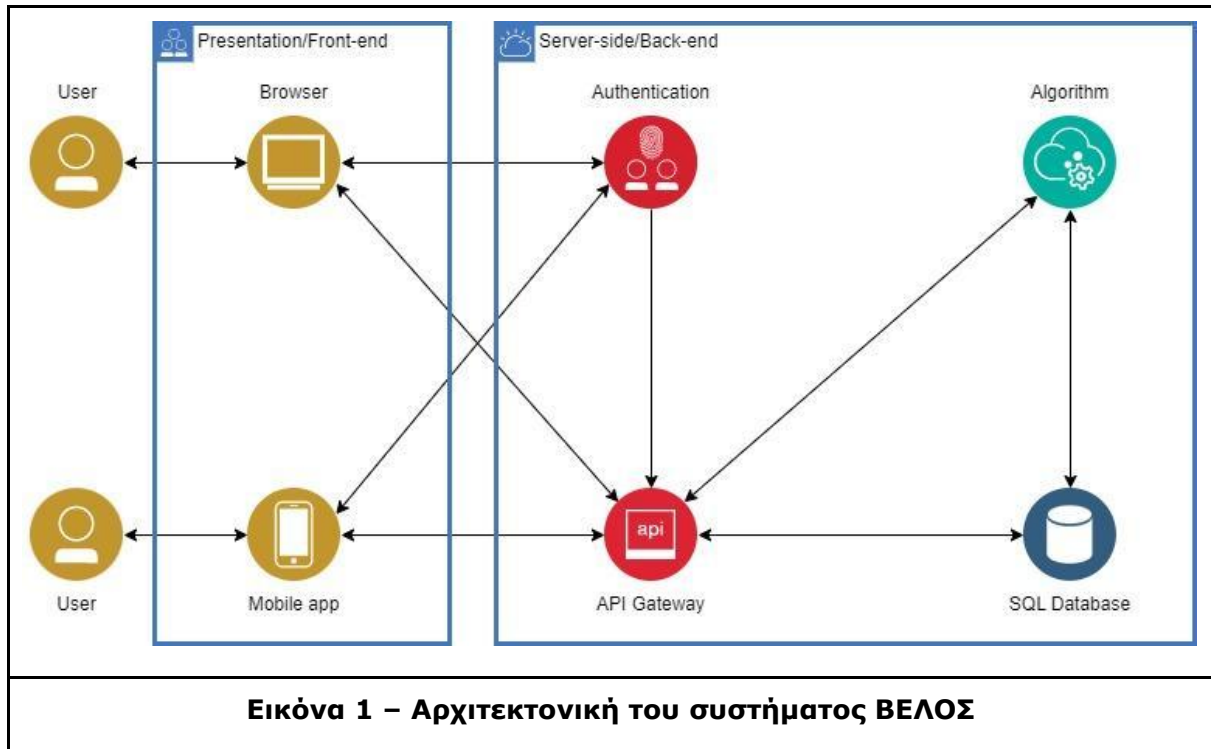 Presentation/Front-end
Server-side/Back-end
User
Browser
Authentication
Algorithm
api
User
Mobile app
API Gateway
SQL Database
Εικόνα 1 – Αρχιτεκτονική του συστήματος ΒΕΛΟΣ